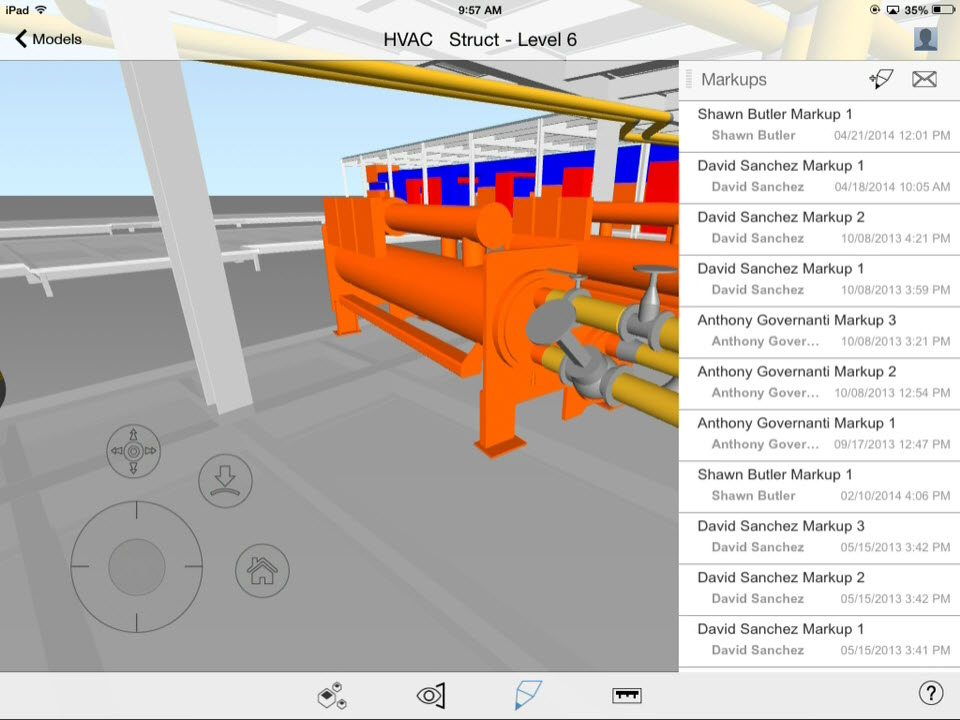 iPad 9:57 AM 35%
Models HVAC Struct - Level 6
Markups
Shawn Butler Markup 1
Shawn Butler 04/21/2014 12:01 PM
David Sanchez Markup 1
David Sanchez 04/18/2014 10:05 AM
David Sanchez Markup 2
David Sanchez 10/08/2013 4:21 PM
David Sanchez Markup 1
David Sanchez 10/08/2013 3:59 PM
Anthony Governanti Markup 3
Anthony Gover... 10/08/2013 3:21 PM
Anthony Governanti Markup 2
Anthony Gover... 10/08/2013 12:54 PM
Anthony Governanti Markup 1
Anthony Gover... 09/17/2013 12:47 PM
Shawn Butler Markup 1
Shawn Butler 02/10/2014 4:06 PM
David Sanchez Markup 3
David Sanchez 05/15/2013 3:42 PM
David Sanchez Markup 2
David Sanchez 05/15/2013 3:42 PM
David Sanchez Markup 1
David Sanchez 05/15/2013 3:41 PM
?